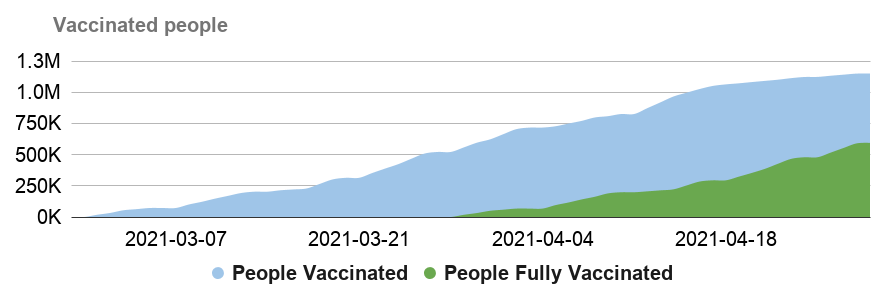 Vaccinated people
1.3M
1.0M
750K
500K
250K
0K
2021-03-07 2021-03-21 2021-04-04 2021-04-18
People Vaccinated People Fully Vaccinated